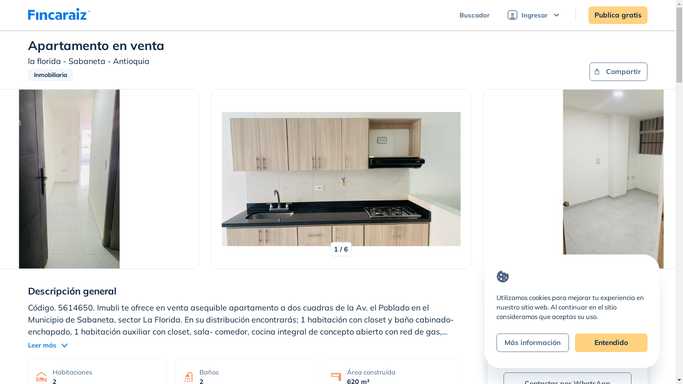 Fincaraíz
Buscador
Ingresar
Publica gratis
Apartamento en venta
la florida - Sabaneta - Antioquia
Inmobiliaria
Compartir
1 / 6
Descripción general
Código. 5614650. Imubli te ofrece en venta asequible apartamento a dos cuadras de la Av. el Poblado en el
Municipio de Sabaneta, sector La Florida. En su distribución encontrarás: 1 habitación con closet y baño cabinado-
enchapado, 1 habitación auxiliar con closet, sala- comedor, cocina integral de concepto abierto con red de gas,...
Leer más
Habitaciones
2
Baños
2
Área construida
620 m²
Utilizamos cookies para mejorar tu experiencia en
nuestro sitio web. Al continuar en el sitio
consideramos que aceptas su uso.
Más información
Entendido
Contactar por WhatsApp